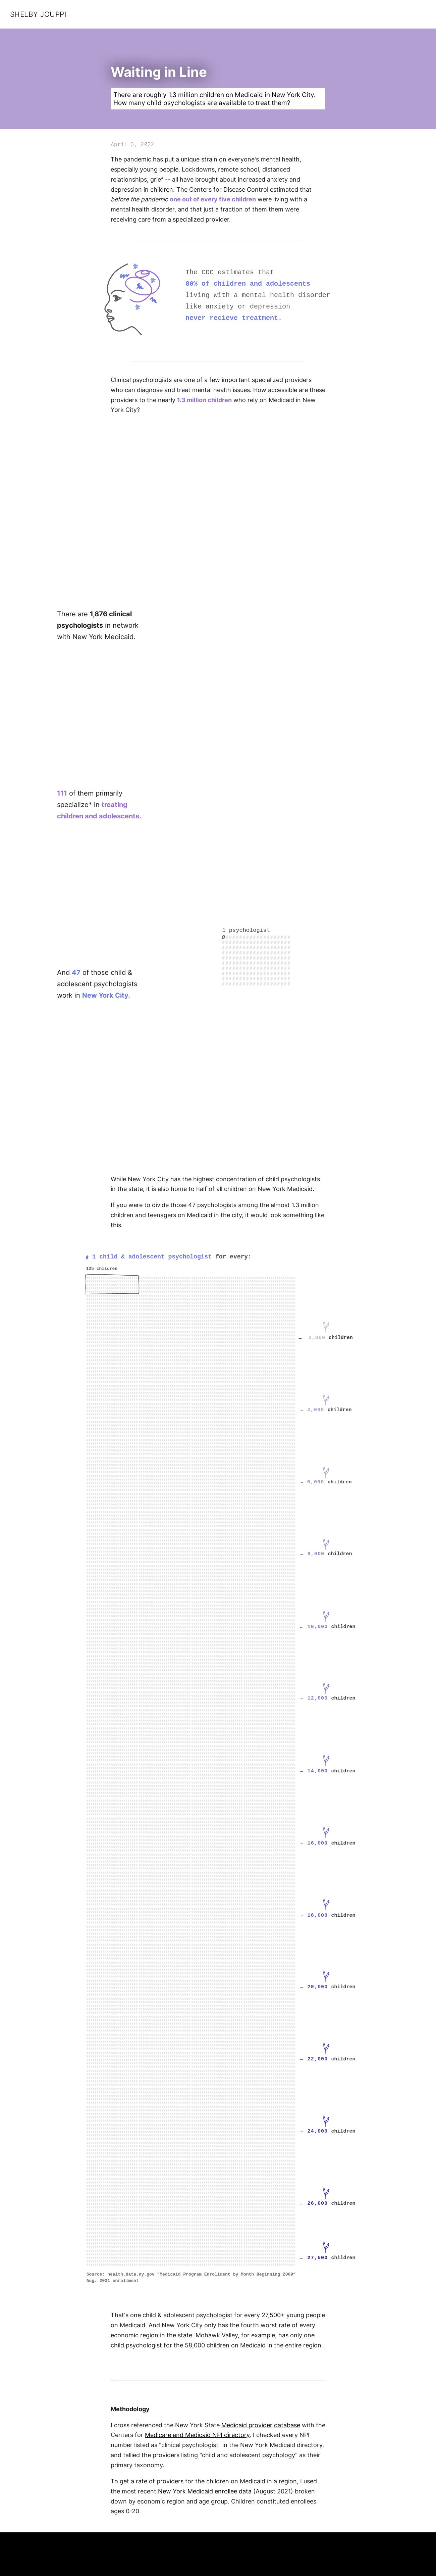 SHELBY JOUPPI
Waiting in Line
There are roughly 1.3 million children on Medicaid in New York City.
How many child psychologists are available to treat them?
April 3, 2022
The pandemic has put a unique strain on everyone's mental health,
especially young people. Lockdowns, remote school, distanced
relationships, grief -- all have brought about increased anxiety and
depression in children. The Centers for Disease Control estimated that
before the pandemic one out of every five children were living with a
mental health disorder, and that just a fraction of them them were
receving care from a specialized provider.
The CDC estimates that
80% of children and adolescents
living with a mental health disorder
like anxiety or depression
never recieve treatment.
Clinical psychologists are one of a few important specialized providers
who can diagnose and treat mental health issues. How accessible are these
providers to the nearly 1.3 million children who rely on Medicaid in New
York City?
There are 1,876 clinical
psychologists in network
with New York Medicaid.
111 of them primarily
specialize* in treating
children and adolescents.
1 psychologist
And 47 of those child &
adolescent psychologists
work in New York City.
While New York City has the highest concentration of child psychologists
in the state, it is also home to half of all children on New York Medicaid.
If you were to divide those 47 psychologists among the almost 1.3 million
children and teenagers on Medicaid in the city, it would look something like
this.
1 child & adolescent psychologist for every:
125 children
← 2,000 children
← 4,000 children
← 6,000 children
← 8,000 children
← 10,000 children
← 12,000 children
← 14,000 children
← 16,000 children
← 18,000 children
← 20,000 children
← 22,000 children
← 24,000 children
← 26,000 children
← 27,500 children
Source: health.data.ny.gov "Medicaid Program Enrollment by Month Beginning 2009"
Aug. 2021 enrollment
That's one child & adolescent psychologist for every 27,500+ young people
on Medicaid. And New York City only has the fourth worst rate of every
economic region in the state. Mohawk Valley, for example, has only one
child psychologist for the 58,000 children on Medicaid in the entire region.
Methodology
I cross referenced the New York State Medicaid provider database with the
Centers for Medicare and Medicaid NPI directory. I checked every NPI
number listed as "clinical psychologist" in the New York Medicaid directory,
and tallied the providers listing "child and adolescent psychology" as their
primary taxonomy.
To get a rate of providers for the children on Medicaid in a region, I used
the most recent New York Medicaid enrollee data (August 2021) broken
down by economic region and age group. Children constituted enrollees
ages 0-20.